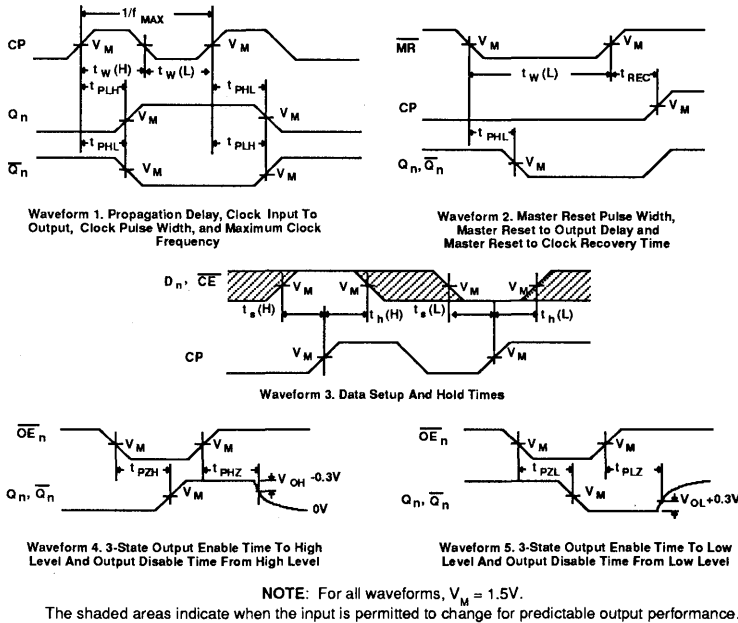 1/f MAX
CP
V M V M
t W (H) t W (L)
t PLH t PHL
Q n
V M V M
t PHL t PLH
Q̅ n
V M V M
Waveform 1. Propagation Delay, Clock Input To
Output, Clock Pulse Width, and Maximum Clock
Frequency
M̅R̅
V M V M
t W (L) t REC
CP
V M
t PHL
Q n, Q̅ n
V M
Waveform 2. Master Reset Pulse Width,
Master Reset to Output Delay and
Master Reset to Clock Recovery Time
D n, C̅E̅
V M V M V M V M
t s (H) t h (H) t s (L) t h (L)
CP
V M V M
Waveform 3. Data Setup And Hold Times
O̅E̅ n
V M V M
t PZH t PHZ
Q n, Q̅ n
V M
V OH -0.3V
0V
Waveform 4. 3-State Output Enable Time To High
Level And Output Disable Time From High Level
O̅E̅ n
V M V M
t PZL t PLZ
Q n, Q̅ n
V M
V OL +0.3V
Waveform 5. 3-State Output Enable Time To Low
Level And Output Disable Time From Low Level
NOTE: For all waveforms, V M = 1.5V.
The shaded areas indicate when the input is permitted to change for predictable output performance.